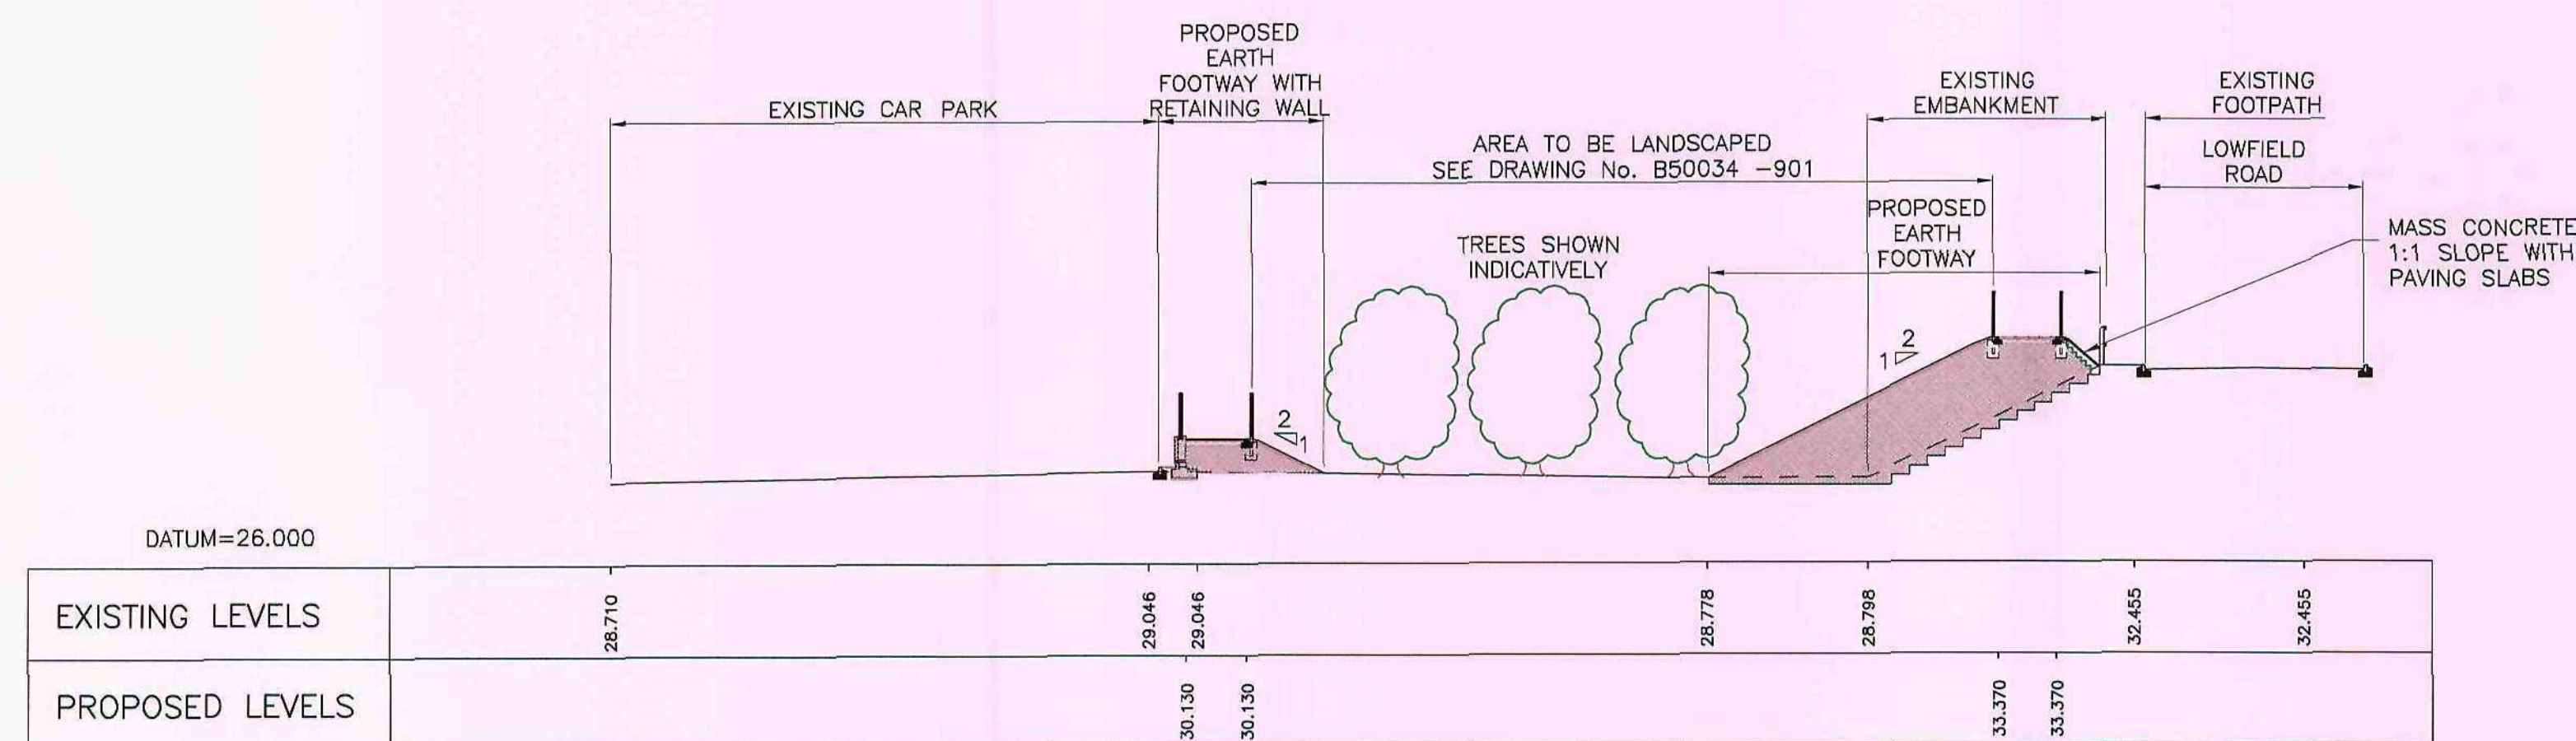 PROPOSED
EARTH
FOOTWAY WITH
RETAINING WALL
EXISTING CAR PARK
EXISTING
EMBANKMENT
EXISTING
FOOTPATH
AREA TO BE LANDSCAPED
SEE DRAWING No. B50034 -901
LOWFIELD
ROAD
PROPOSED
EARTH
FOOTWAY
TREES SHOWN
INDICATIVELY
MASS CONCRETE
1:1 SLOPE WITH
PAVING SLABS
2
1
2
1
DATUM=26.000
EXISTING LEVELS
28.710
29.046
29.046
28.778
28.798
32.455
32.455
PROPOSED LEVELS
30.130
30.130
33.370
33.370